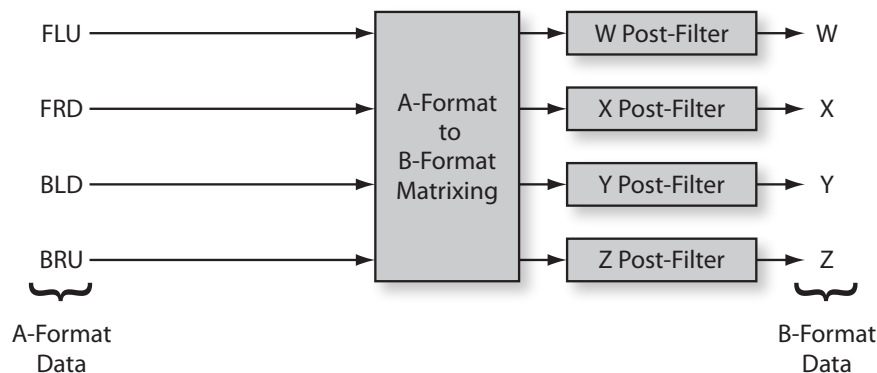 FLU
W Post-Filter
W
FRD
A-Format
to
B-Format
Matrixing
X Post-Filter
X
BLD
Y Post-Filter
Y
BRU
Z Post-Filter
Z
A-Format
Data
B-Format
Data